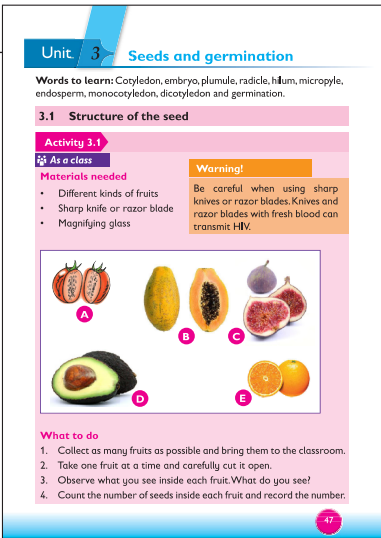 Unit 3 Seeds and germination
Words to learn: Cotyledon, embryo, plumule, radicle, hilum, micropyle,
endosperm, monocotyledon, dicotyledon and germination.
3.1 Structure of the seed
Activity 3.1
As a class
Materials needed
• Different kinds of fruits
• Sharp knife or razor blade
• Magnifying glass
Warning!
Be careful when using sharp
knives or razor blades. Knives and
razor blades with fresh blood can
transmit HIV.
A
B
C
D
E
What to do
1. Collect as many fruits as possible and bring them to the classroom.
2. Take one fruit at a time and carefully cut it open.
3. Observe what you see inside each fruit. What do you see?
4. Count the number of seeds inside each fruit and record the number.
47